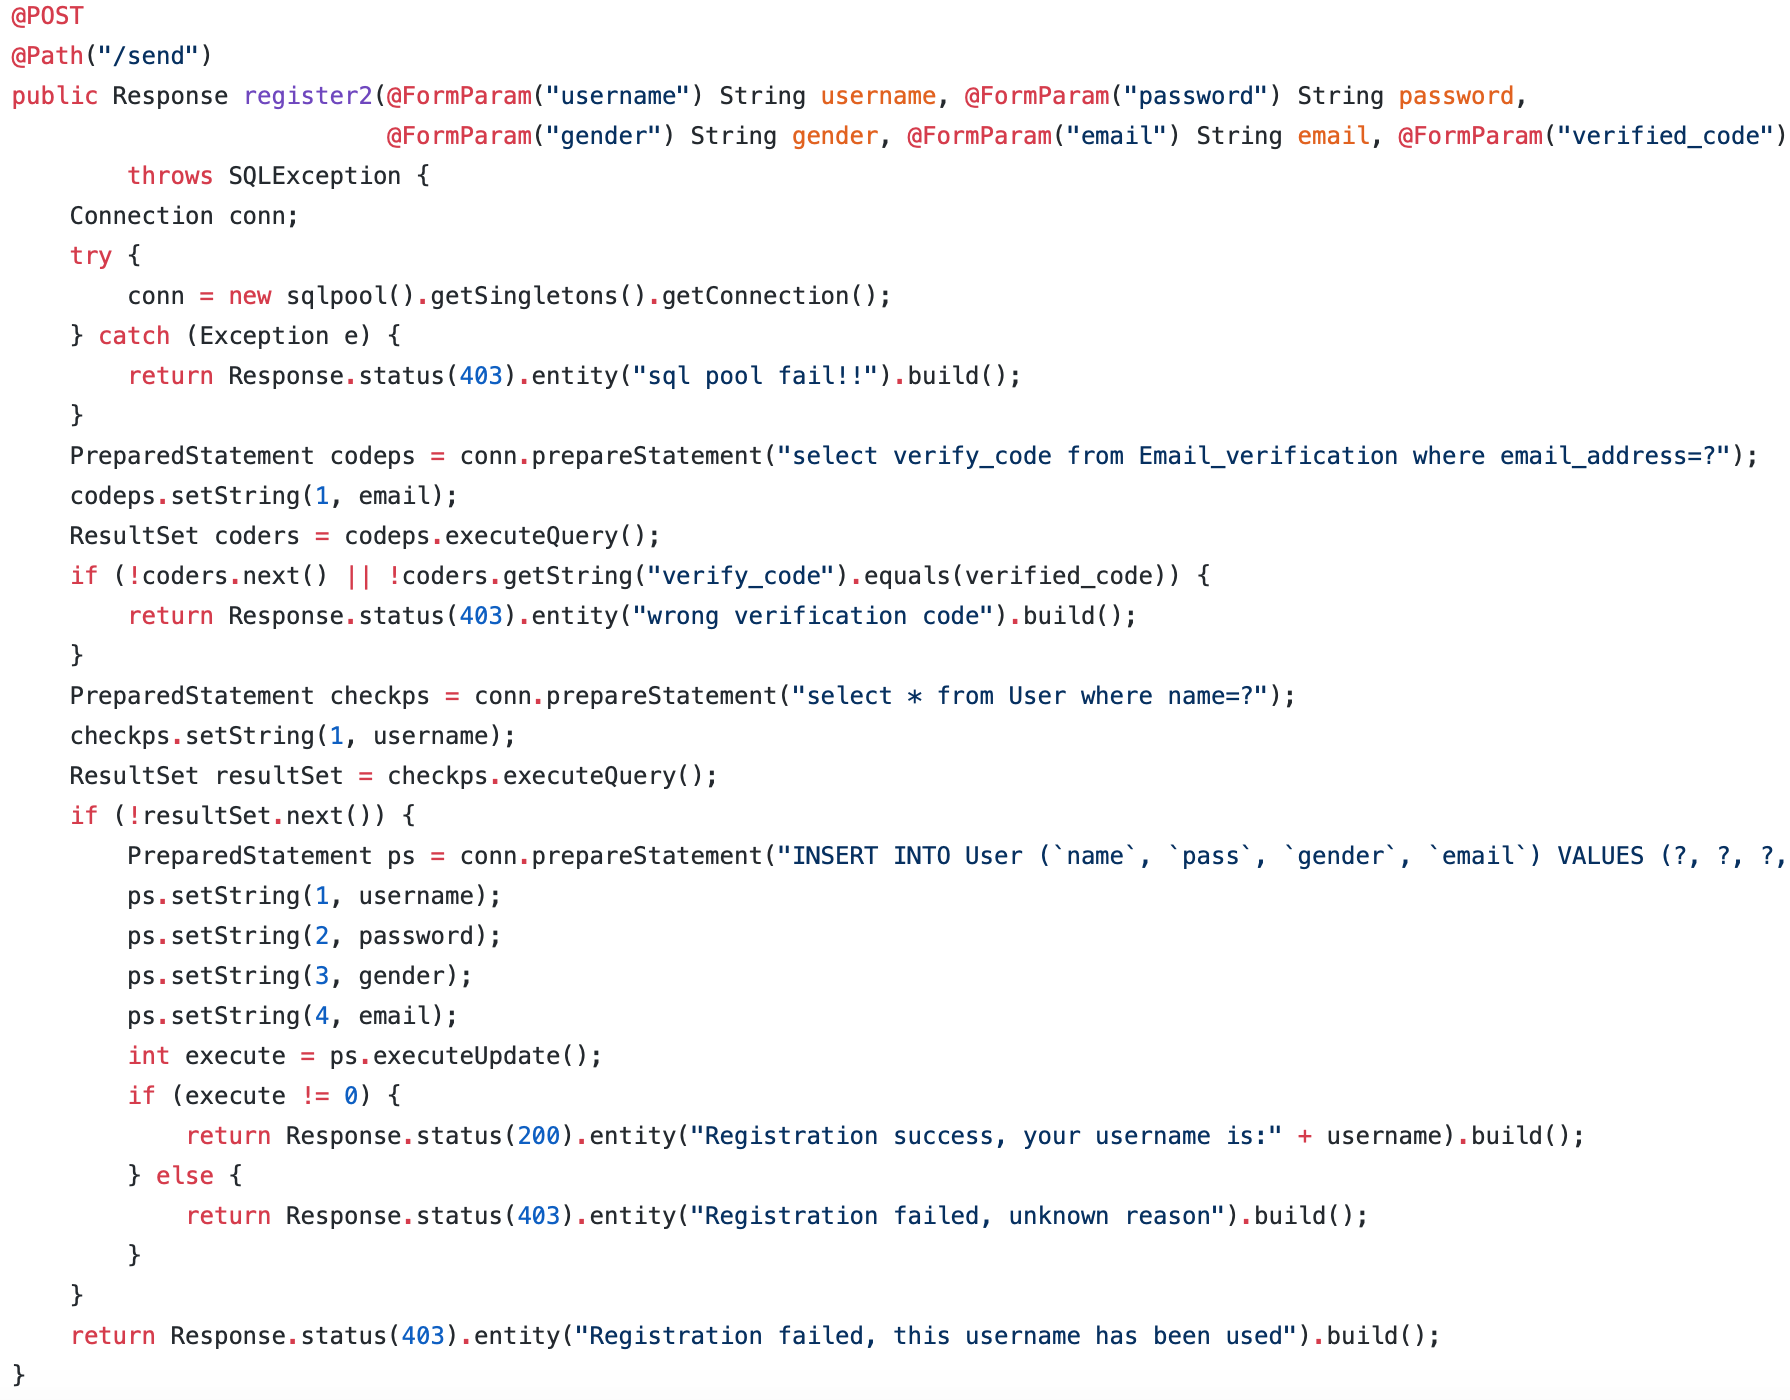 @POST
@Path("/send")
public Response register2(@FormParam("username") String username, @FormParam("password") String password,
                          @FormParam("gender") String gender, @FormParam("email") String email, @FormParam("verified_code")
        throws SQLException {
    Connection conn;
    try {
        conn = new sqlpool().getSingletons().getConnection();
    } catch (Exception e) {
        return Response.status(403).entity("sql pool fail!!").build();
    }
    PreparedStatement codeps = conn.prepareStatement("select verify_code from Email_verification where email_address=?");
    codeps.setString(1, email);
    ResultSet coders = codeps.executeQuery();
    if (!coders.next() || !coders.getString("verify_code").equals(verified_code)) {
        return Response.status(403).entity("wrong verification code").build();
    }
    PreparedStatement checkps = conn.prepareStatement("select * from User where name=?");
    checkps.setString(1, username);
    ResultSet resultSet = checkps.executeQuery();
    if (!resultSet.next()) {
        PreparedStatement ps = conn.prepareStatement("INSERT INTO User (`name`, `pass`, `gender`, `email`) VALUES (?, ?, ?,
        ps.setString(1, username);
        ps.setString(2, password);
        ps.setString(3, gender);
        ps.setString(4, email);
        int execute = ps.executeUpdate();
        if (execute != 0) {
            return Response.status(200).entity("Registration success, your username is:" + username).build();
        } else {
            return Response.status(403).entity("Registration failed, unknown reason").build();
        }
    }
    return Response.status(403).entity("Registration failed, this username has been used").build();
}